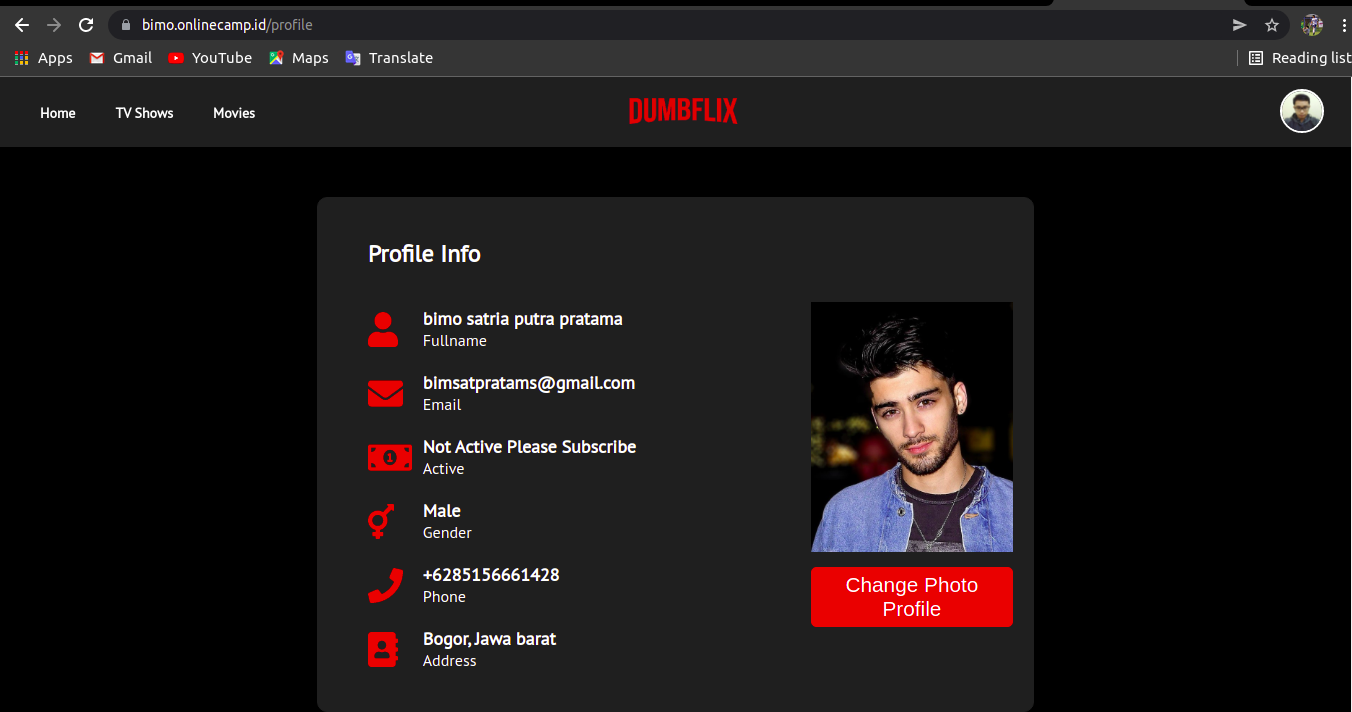 bimo.onlinecamp.id/profile
Apps Gmail YouTube Maps Translate Reading list
Home TV Shows Movies DUMBFLIX
Profile Info
bimo satria putra pratama
Fullname
bimsatpratams@gmail.com
Email
Not Active Please Subscribe
1
Active
Male
Gender
+6285156661428
Phone
Bogor, Jawa barat
Address
Change Photo
Profile